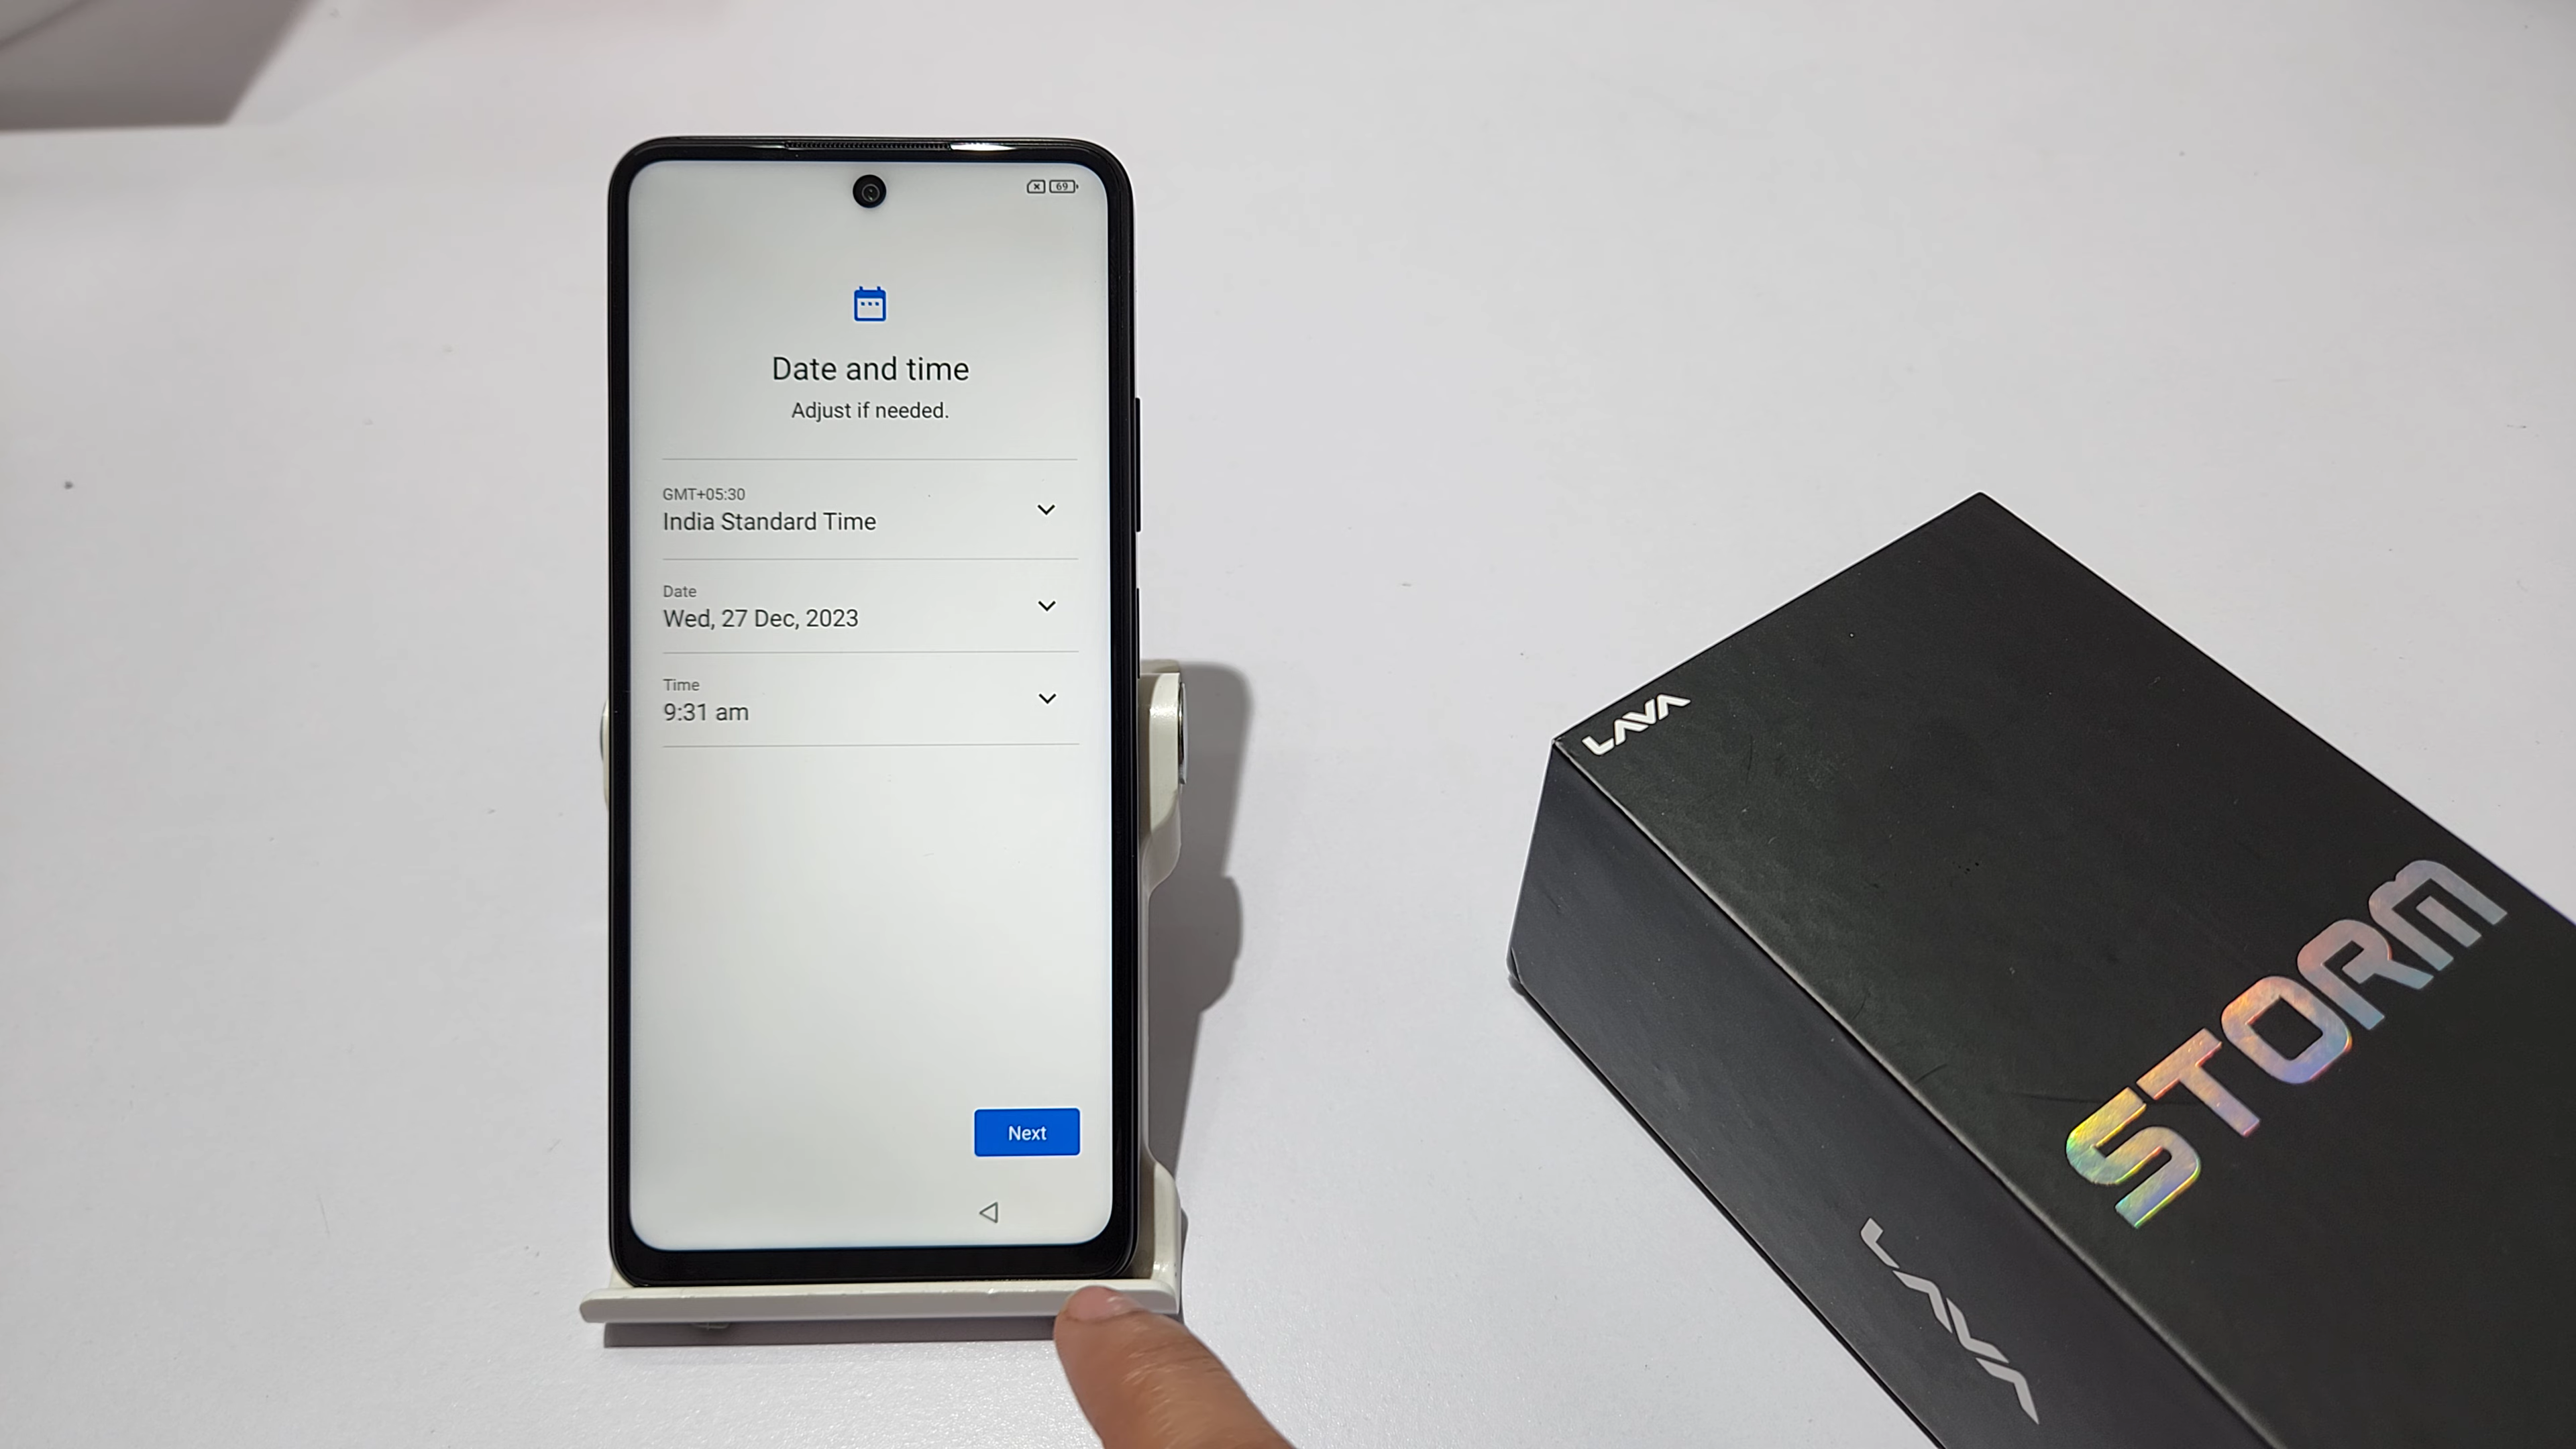 69
Date and time
Adjust if needed.
GMT+05:30
India Standard Time
Date
Wed, 27 Dec, 2023
Time
9:31 am
Next
LAVA
STORM
LAVA